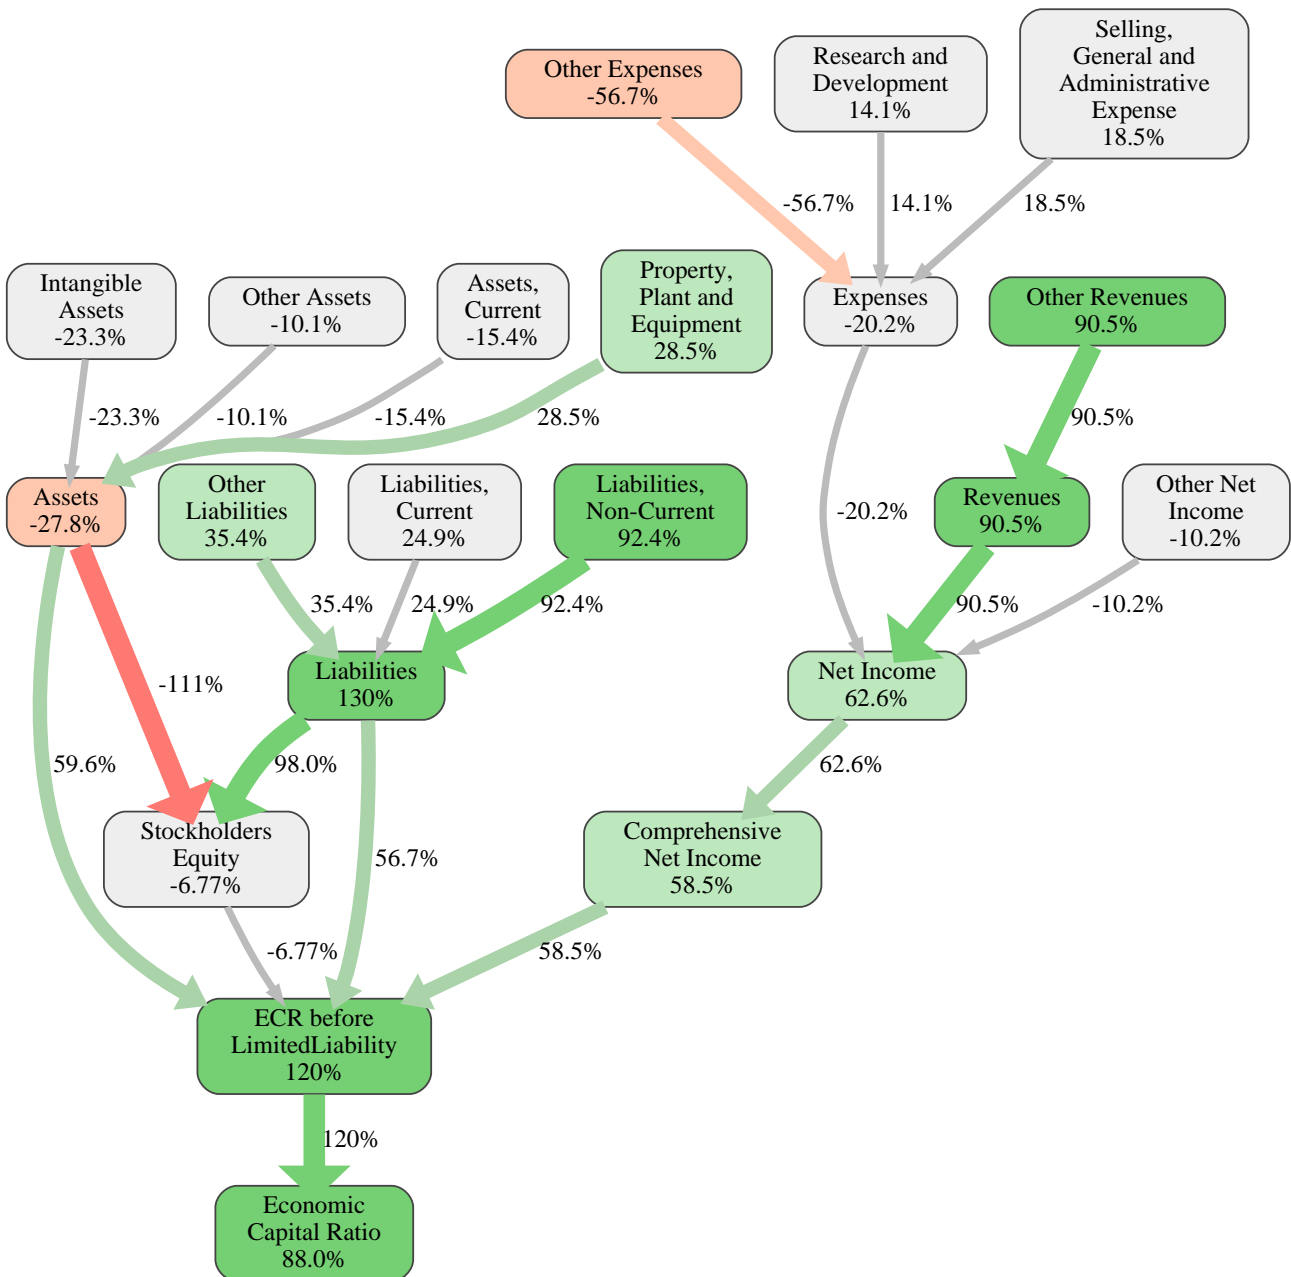 Selling,
General and
Administrative
Expense
18.5%
Research and
Development
14.1%
Other Expenses
-56.7%
-56.7%
14.1%
18.5%
Intangible
Assets
-23.3%
Other Assets
-10.1%
Assets,
Current
-15.4%
Property,
Plant and
Equipment
28.5%
Expenses
-20.2%
Other Revenues
90.5%
-23.3%
-10.1%
-15.4%
28.5%
90.5%
Assets
-27.8%
Other
Liabilities
35.4%
Liabilities,
Current
24.9%
Liabilities,
Non-Current
92.4%
-20.2%
Revenues
90.5%
Other Net
Income
-10.2%
35.4%
24.9%
92.4%
90.5%
-10.2%
Liabilities
130%
Net Income
62.6%
-111%
59.6%
98.0%
62.6%
Stockholders
Equity
-6.77%
56.7%
Comprehensive
Net Income
58.5%
-6.77%
58.5%
ECR before
LimitedLiability
120%
120%
Economic
Capital Ratio
88.0%